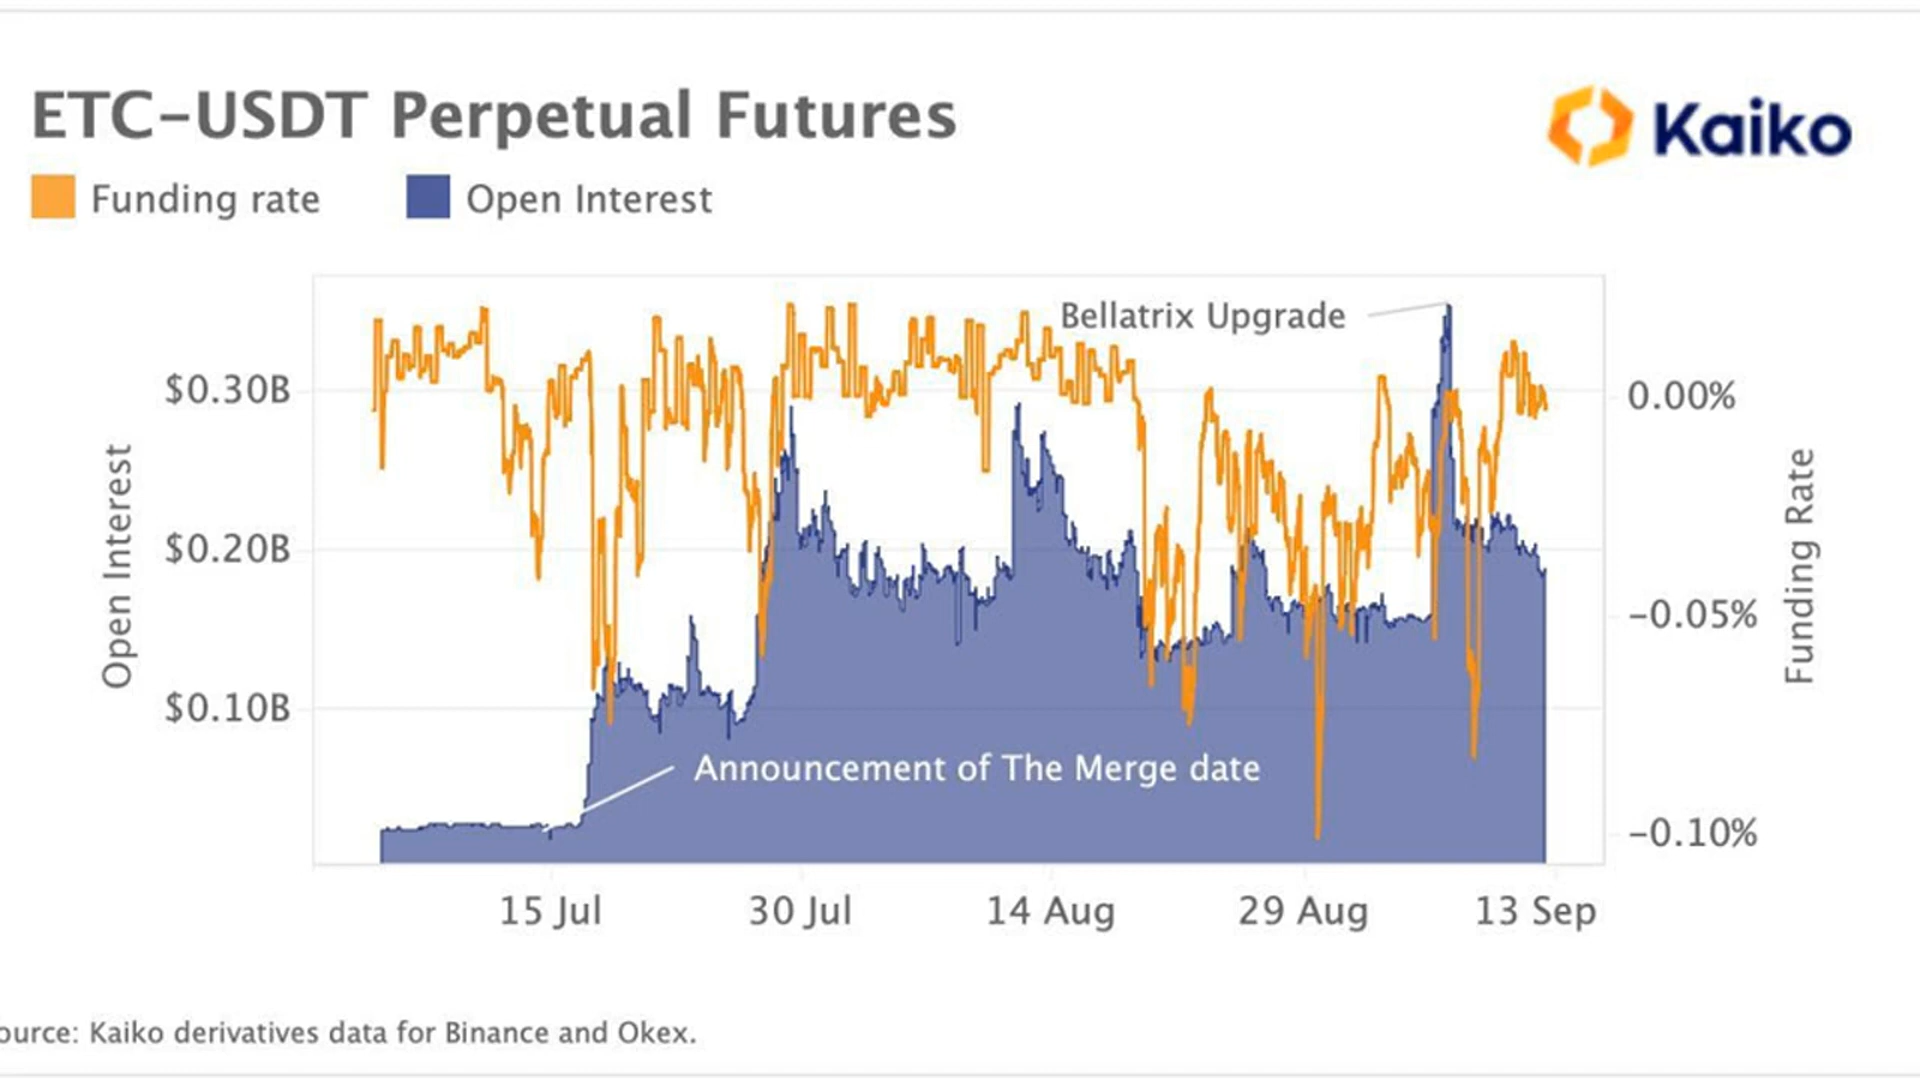 ETC-USDT Perpetual Futures
Kaiko
Funding rate
Open Interest
Bellatrix Upgrade
$0.30B
$0.20B
$0.10B
Open Interest
0.00%
-0.05%
-0.10%
Funding Rate
Announcement of The Merge date
15 Jul
30 Jul
14 Aug
29 Aug
13 Sep
ource: Kaiko derivatives data for Binance and Okex.